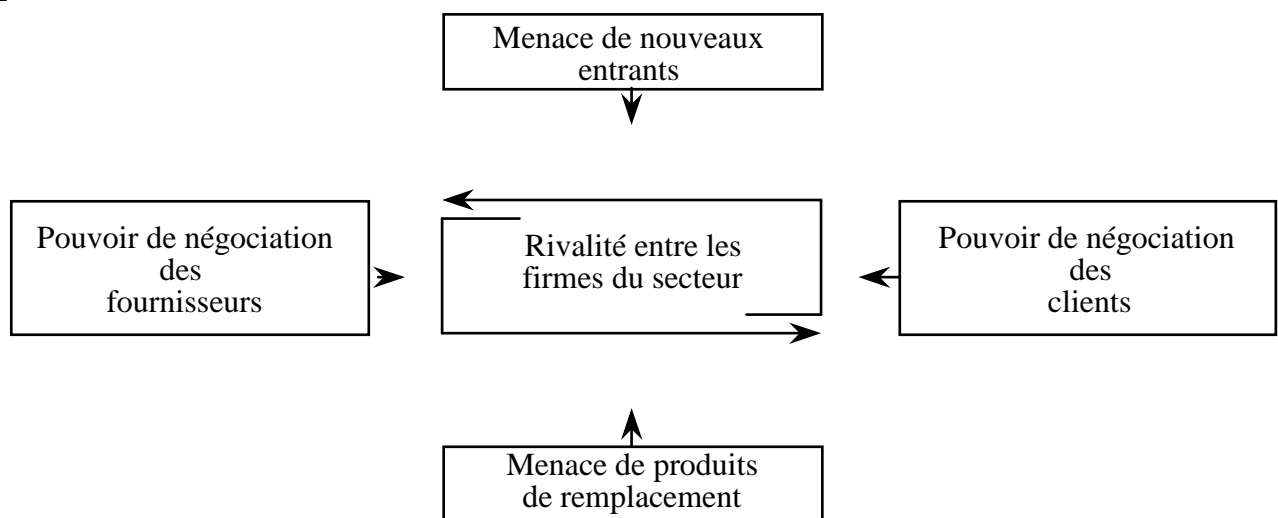 Menace de nouveaux
entrants
Pouvoir de négociation
des
fournisseurs
Rivalité entre les
firmes du secteur
Pouvoir de négociation
des
clients
Menace de produits
de remplacement